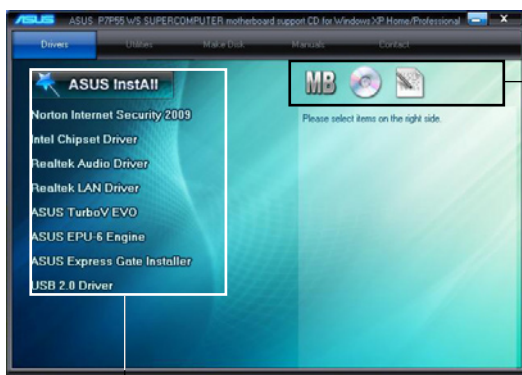 ASUS ASUS P7P55 WS SUPERCOMPUTER motherboard support CD for Windows XP Home/Professional
Drivers Utilities Make Disk Manuals Contact
ASUS InstAll
MB
Norton Internet Security 2009
Please select items on the right side.
Intel Chipset Driver
Realtek Audio Driver
Realtek LAN Driver
ASUS TurboV EVO
ASUS EPU-6 Engine
ASUS Express Gate Installer
USB 2.0 Driver